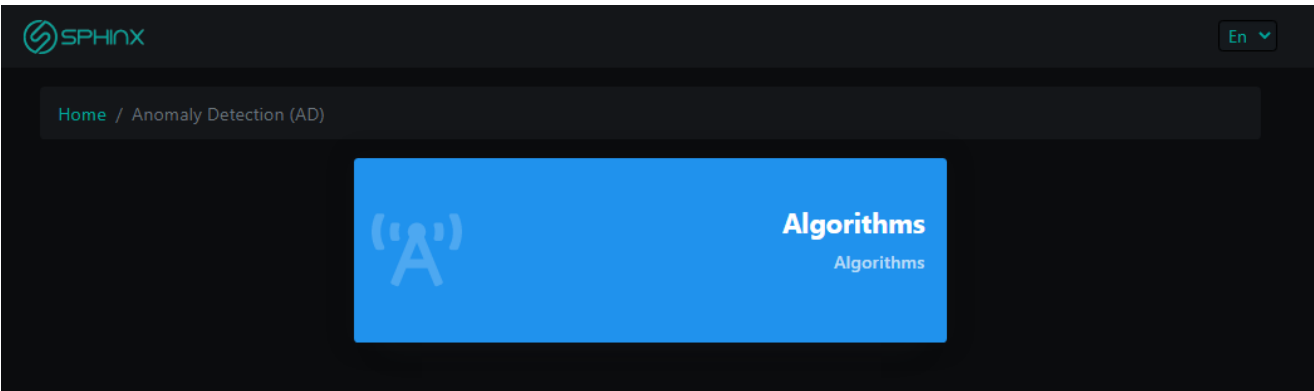 SPHINX
En
Home / Anomaly Detection (AD)
Algorithms
Algorithms